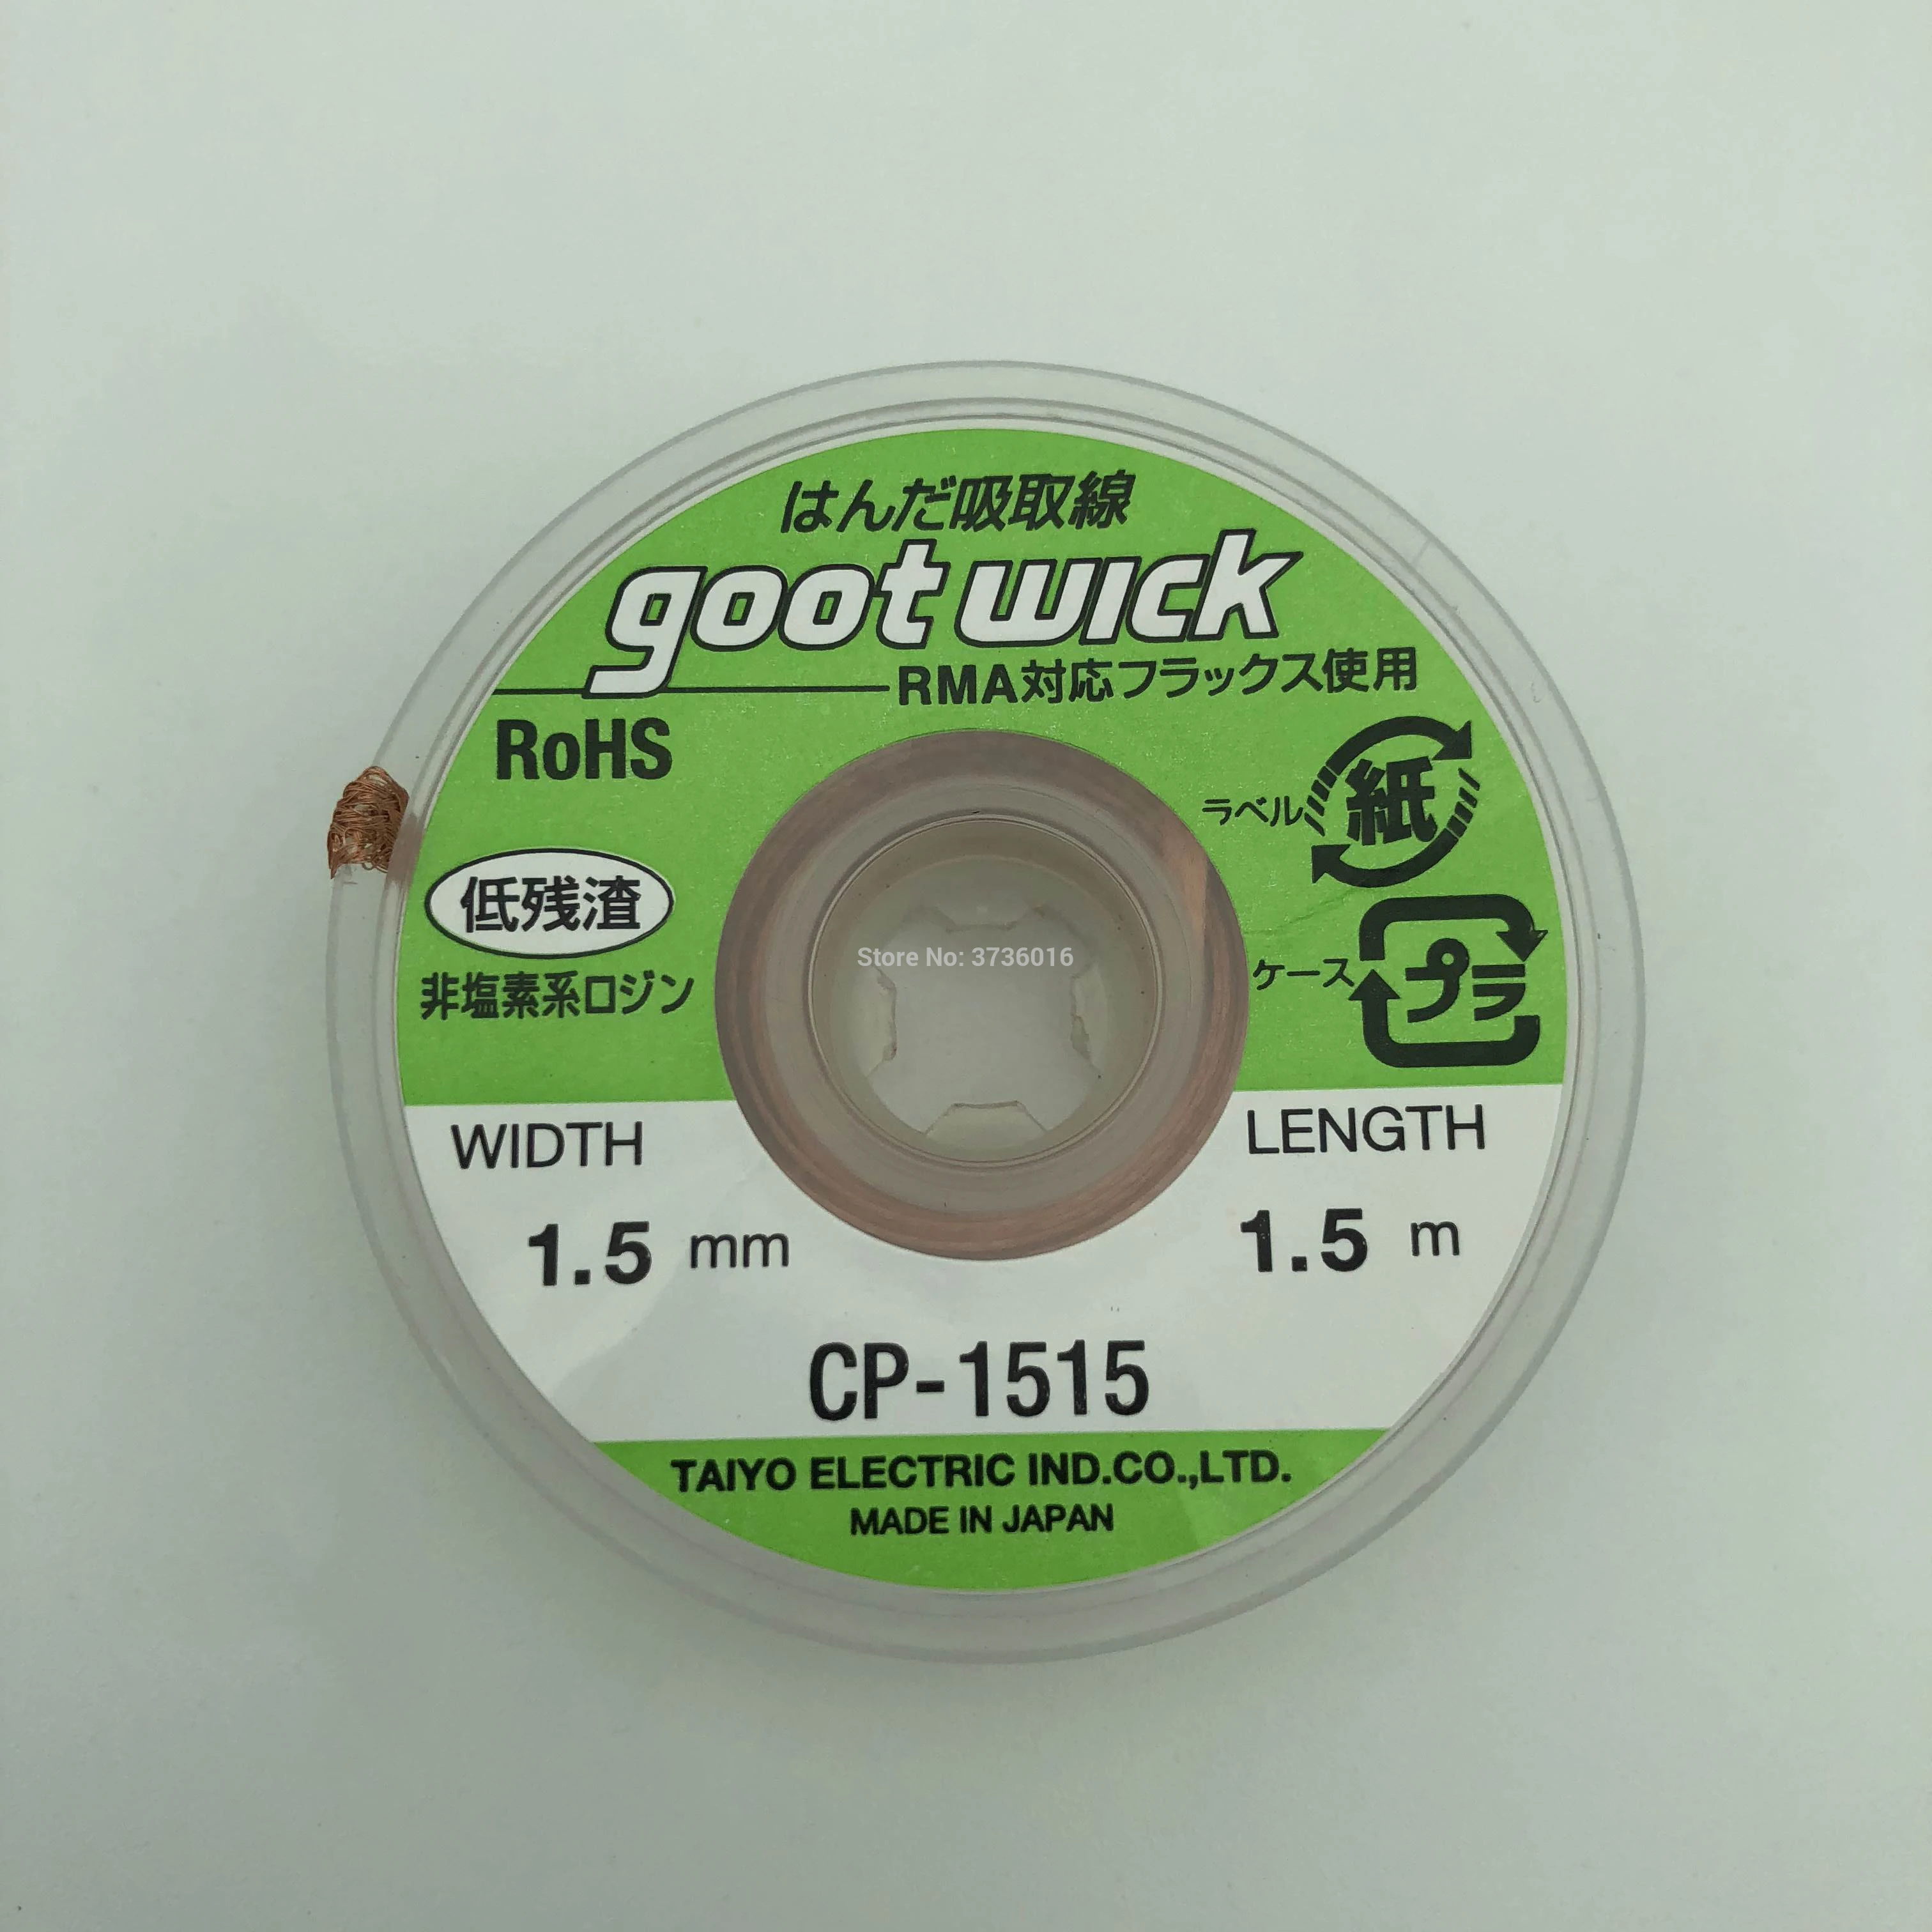 はんだ吸取線
goot wick
RMA対応フラックス使用
RoHS
ラベル 紙
低残渣
非塩素系ロジン
ケース プラ
Store No: 3736016
WIDTH
1.5 mm
LENGTH
1.5 m
CP-1515
TAIYO ELECTRIC IND.CO.,LTD.
MADE IN JAPAN